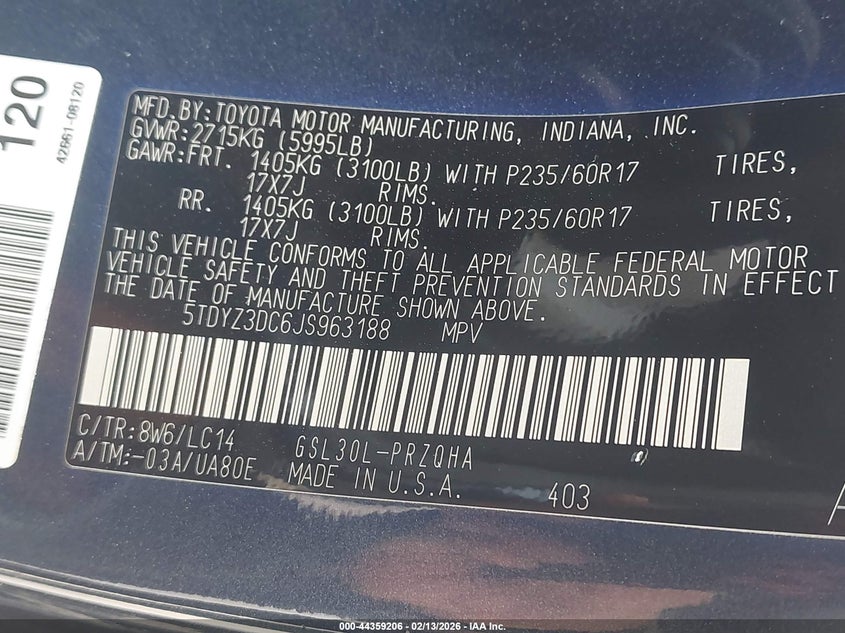 120
42661-08120
MFD.BY:TOYOTA MOTOR MANUFACTURING, INDIANA, INC.
GVWR:2715KG (5995LB)
GAWR:FRT. 1405KG (3100LB) WITH P235/60R17 TIRES,
17X7J RIMS.
RR. 1405KG (3100LB) WITH P235/60R17 TIRES,
17X7J RIMS.
THIS VEHICLE CONFORMS TO ALL APPLICABLE FEDERAL MOTOR
VEHICLE SAFETY AND THEFT PREVENTION STANDARDS IN EFFECT
THE DATE OF MANUFACTURE SHOWN ABOVE.
5TDYZ3DC6JS963188 MPV
C/TR:8W6/LC14 GSL30L-PRZQHA
A/TM:-03A/UA80E MADE IN U.S.A. 403
000-44359206 - 02/13/2026 - IAA Inc.